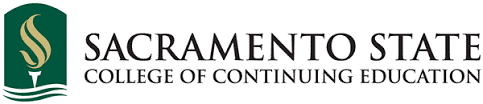 SACRAMENTO STATE
COLLEGE OF CONTINUING EDUCATION